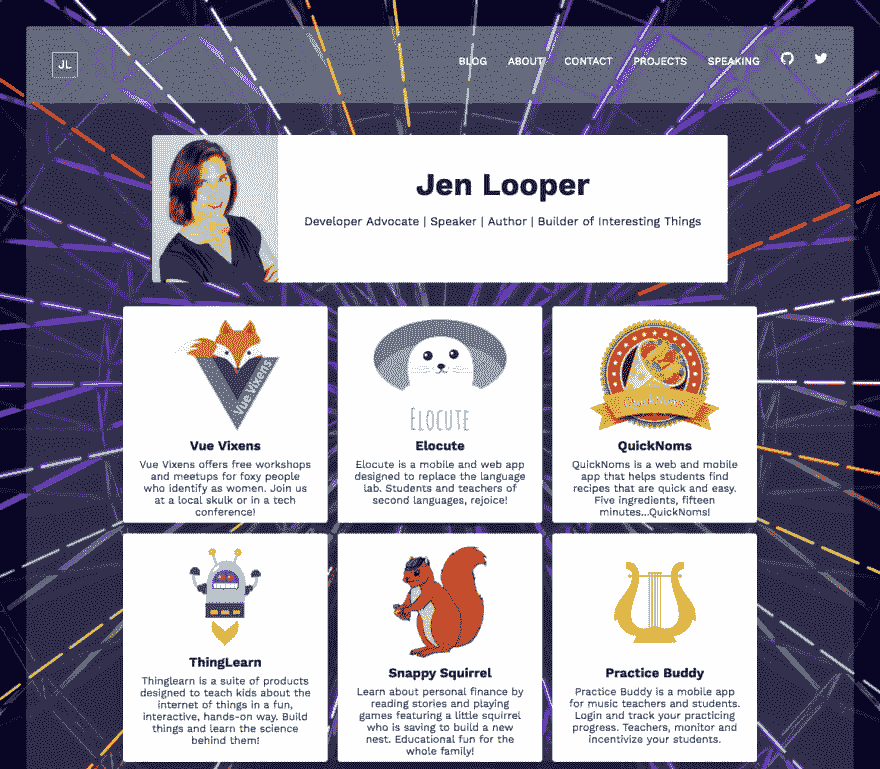 JL
BLOG ABOUT CONTACT PROJECTS SPEAKING
Jen Looper
Developer Advocate | Speaker | Author | Builder of Interesting Things
Vue Vixens
ELOCUTE
QuickNoms
Vue Vixens
Vue Vixens offers free workshops
and meetups for foxy people
who identify as women. Join us
at a local skulk or in a tech
conference!
Elocute
Elocute is a mobile and web app
designed to replace the language
lab. Students and teachers of
second languages, rejoice!
QuickNoms
QuickNoms is a web and mobile
app that helps students find
recipes that are quick and easy.
Five ingredients, fifteen
minutes...QuickNoms!
ThingLearn
Thinglearn is a suite of products
designed to teach kids about the
internet of things in a fun,
interactive, hands-on way. Build
things and learn the science
behind them!
Snappy Squirrel
Learn about personal finance by
reading stories and playing
games featuring a little squirrel
who is saving to build a new
nest. Educational fun for the
whole family!
Practice Buddy
Practice Buddy is a mobile app
for music teachers and students.
Login and track your practicing
progress. Teachers, monitor and
incentivize your students.